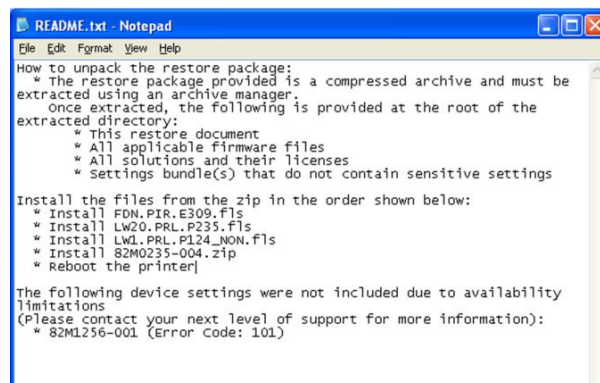 README.txt - Notepad
File Edit Format View Help
How to unpack the restore package:
* The restore package provided is a compressed archive and must be
extracted using an archive manager.
Once extracted, the following is provided at the root of the
extracted directory:
* This restore document
* All applicable firmware files
* All solutions and their licenses
* Settings bundle(s) that do not contain sensitive settings
Install the files from the zip in the order shown below:
* Install FDN.PIR.E309.fls
* Install LW20.PRL.P235.fls
* Install LW1.PRL.P124_NON.fls
* Install 82M0235-004.zip
* Reboot the printer
The following device settings were not included due to availability
limitations
(Please contact your next level of support for more information):
* 82M1256-001 (Error Code: 101)